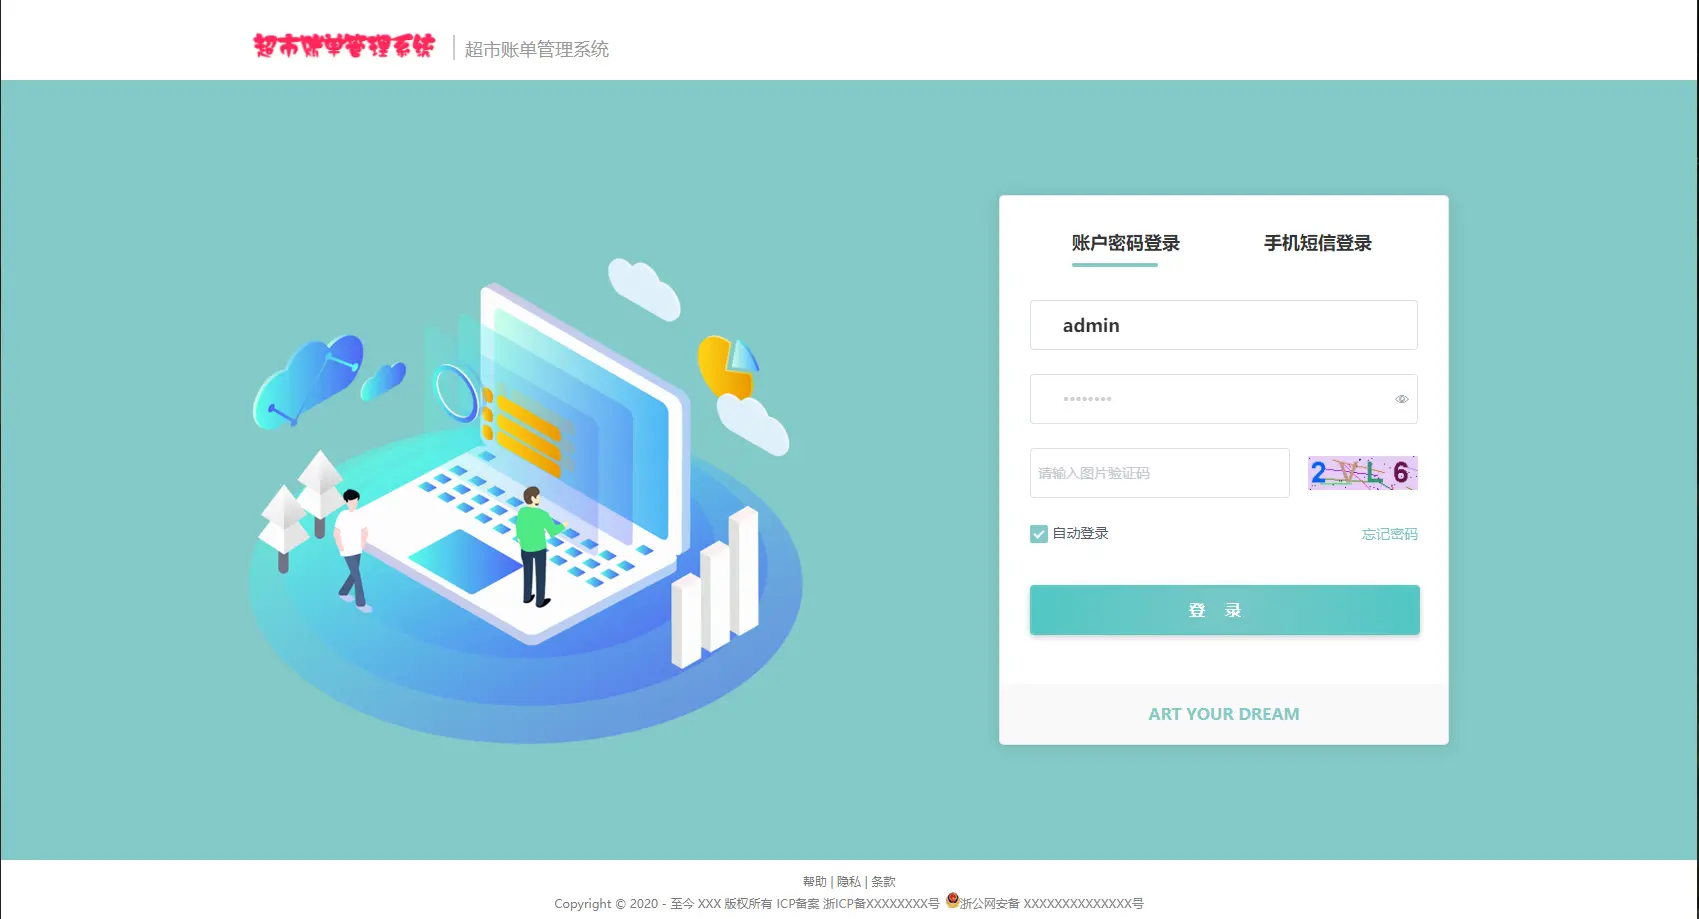 超市账单管理系统 | 超市账单管理系统
账户密码登录 手机短信登录
admin
••••••••
请输入图片验证码 2VL6
自动登录 忘记密码
登 录
ART YOUR DREAM
帮助 | 隐私 | 条款
Copyright © 2020 - 至今 XXX 版权所有 ICP备案 浙ICP备XXXXXXXX号 浙公网安备 XXXXXXXXXXXXXX号